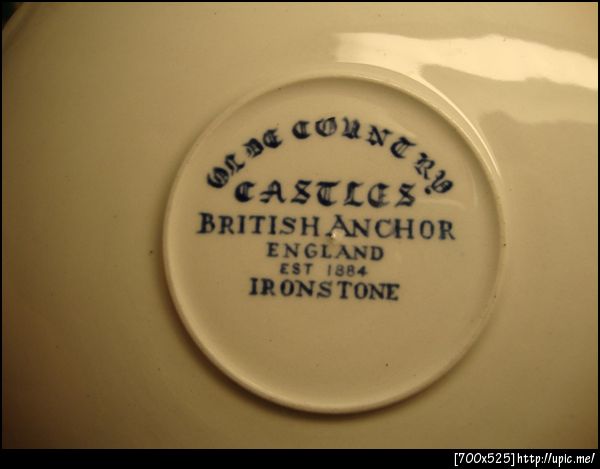 OLDE COUNTRY
CASTLES
BRITISH ANCHOR
ENGLAND
EST 1884
IRONSTONE
[700x525]http://upic.me/